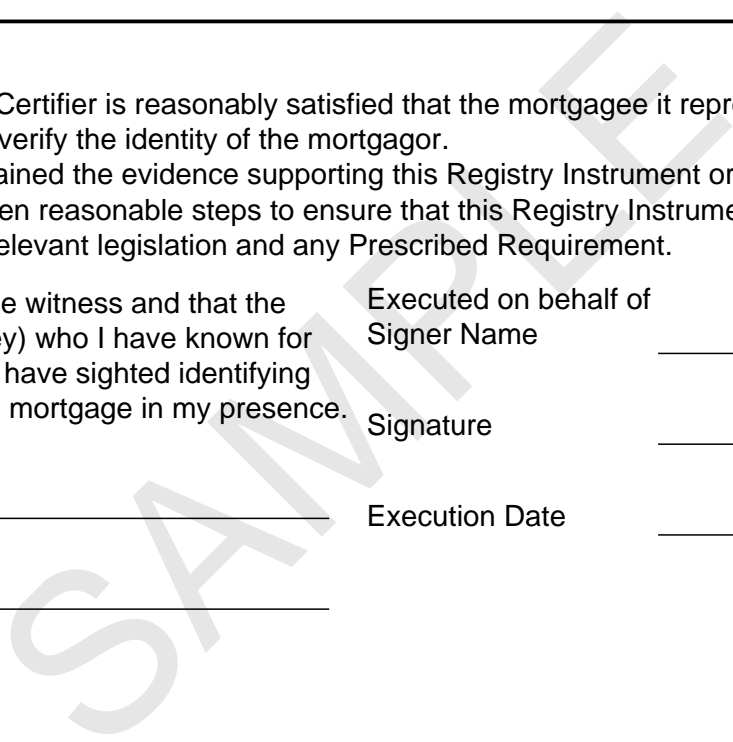 Certifier is reasonably satisfied that the mortgagee it repr
verify the identity of the mortgagor.
ained the evidence supporting this Registry Instrument or
en reasonable steps to ensure that this Registry Instrume
elevant legislation and any Prescribed Requirement.
e witness and that the
ey) who I have known for
have sighted identifying
mortgage in my presence.
Executed on behalf of
Signer Name
Signature
Execution Date
SAMPLE